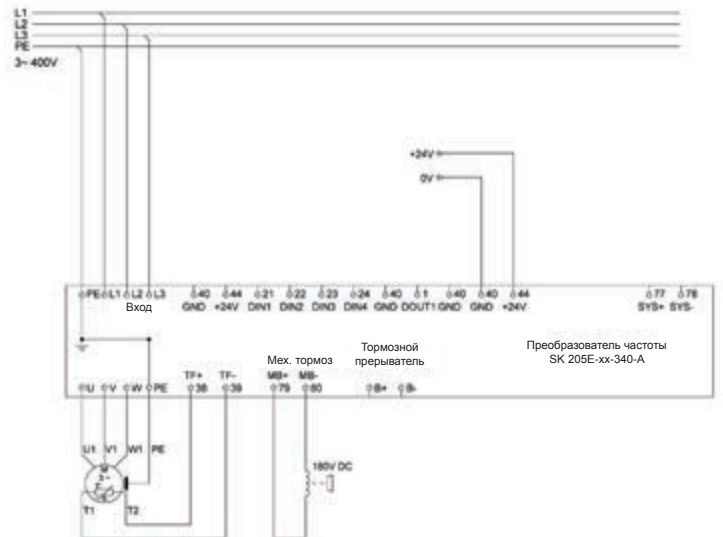 L1
L2
L3
PE
3~ 400V
+24V
0V
PE L1 L2 L3 40 44 21 22 23 24 40 1 40 40 44 77 78
Вход GND +24V DIN1 DIN2 DIN3 DIN4 GND DOUT1 GND GND +24V SYS+ SYS-
Преобразователь частоты
SK 205E-xx-340-A
Тормозной
прерыватель
Мех. тормоз
TF+ TF- MB+ MB-
U V W PE 38 39 79 80 B+ B-
U1 V1 W1 PE
M
3~
180V DC
T1 T2